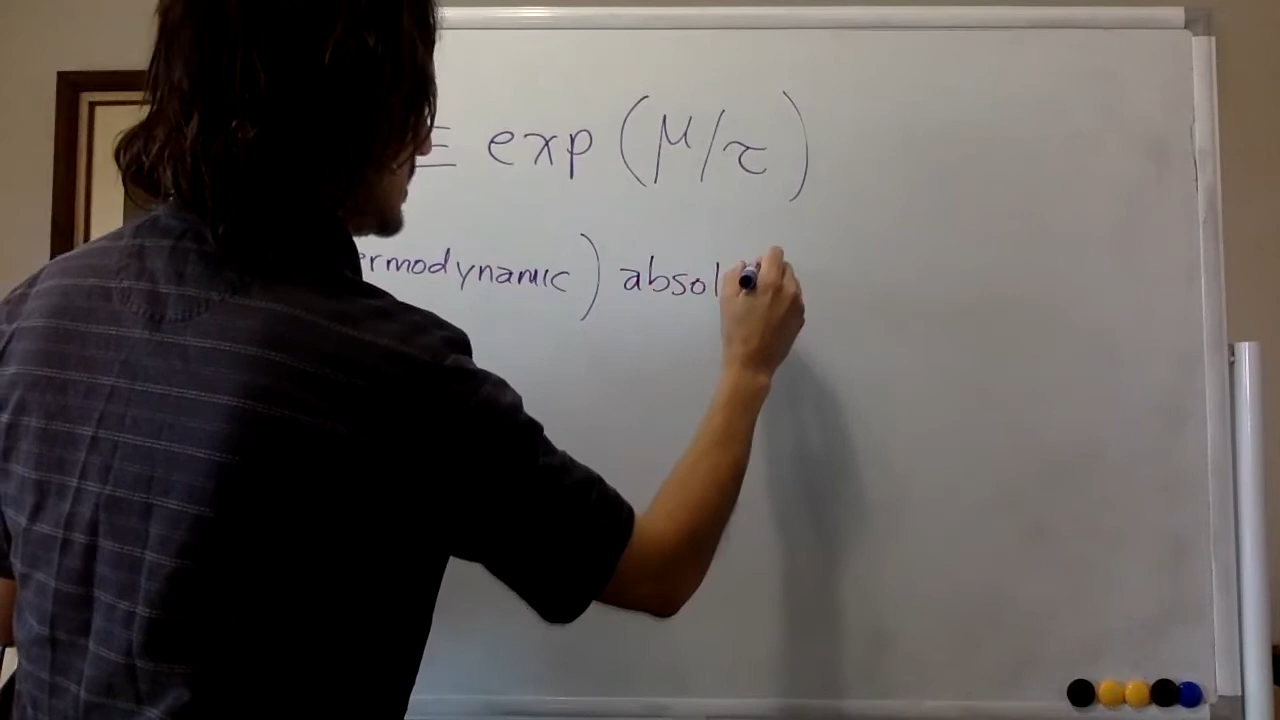 ≡ exp (μ/τ)
ermodynamic) absol